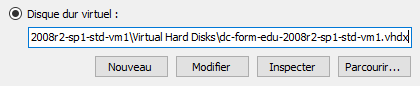 Disque dur virtuel :
2008r2-sp1-std-vm1\Virtual Hard Disks\dc-form-edu-2008r2-sp1-std-vm1.vhdx
Nouveau Modifier Inspecter Parcourir...